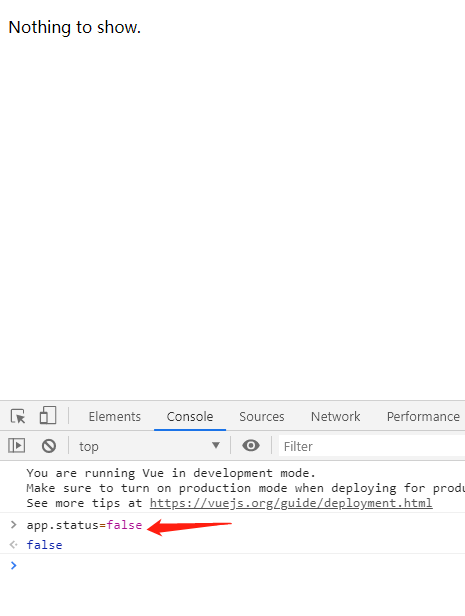 Nothing to show.
Elements Console Sources Network Performance
top Filter
You are running Vue in development mode.
Make sure to turn on production mode when deploying for produ
See more tips at https://vuejs.org/guide/deployment.html
> app.status=false
false
>